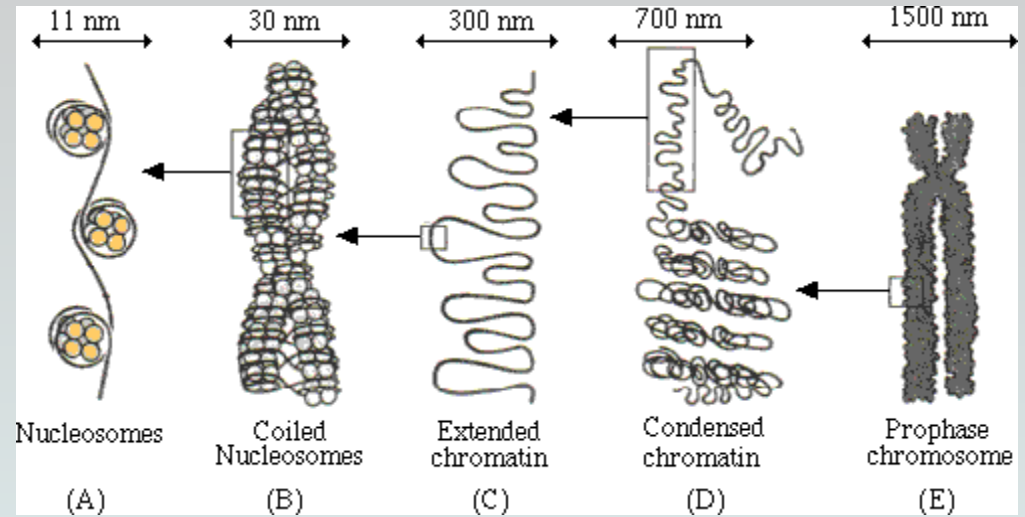 11 nm 30 nm 300 nm 700 nm 1500 nm
Nucleosomes
(A)
Coiled
Nucleosomes
(B)
Extended
chromatin
(C)
Condensed
chromatin
(D)
Prophase
chromosome
(E)